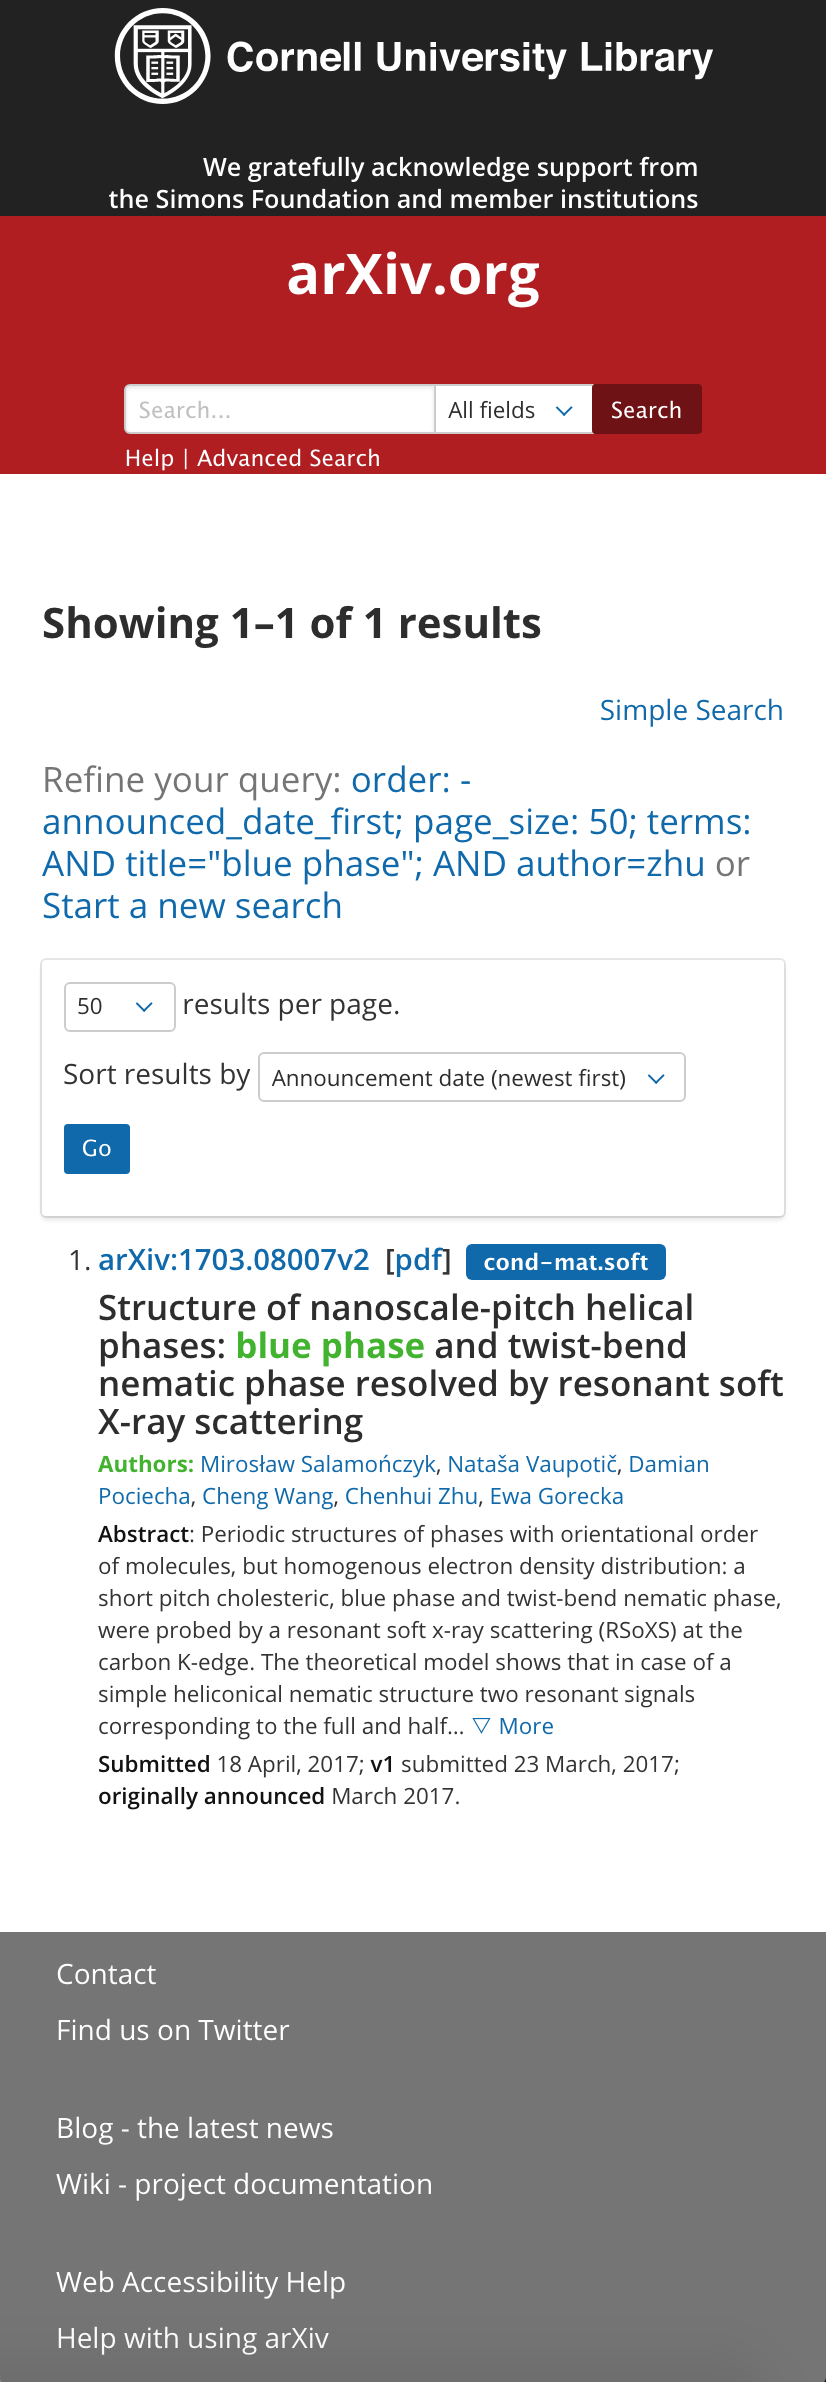 Cornell University Library
We gratefully acknowledge support from
the Simons Foundation and member institutions
arXiv.org
Search...
All fields
Search
Help | Advanced Search
Showing 1–1 of 1 results
Simple Search
Refine your query: order: -
announced_date_first; page_size: 50; terms:
AND title="blue phase"; AND author=zhu or
Start a new search
50 results per page.
Sort results by Announcement date (newest first)
Go
1. arXiv:1703.08007v2 [pdf] cond-mat.soft
Structure of nanoscale-pitch helical
phases: blue phase and twist-bend
nematic phase resolved by resonant soft
X-ray scattering
Authors: Mirosław Salamończyk, Nataša Vaupotič, Damian
Pociecha, Cheng Wang, Chenhui Zhu, Ewa Gorecka
Abstract: Periodic structures of phases with orientational order
of molecules, but homogenous electron density distribution: a
short pitch cholesteric, blue phase and twist-bend nematic phase,
were probed by a resonant soft x-ray scattering (RSoXS) at the
carbon K-edge. The theoretical model shows that in case of a
simple heliconical nematic structure two resonant signals
corresponding to the full and half... ▽ More
Submitted 18 April, 2017; v1 submitted 23 March, 2017;
originally announced March 2017.
Contact
Find us on Twitter
Blog - the latest news
Wiki - project documentation
Web Accessibility Help
Help with using arXiv